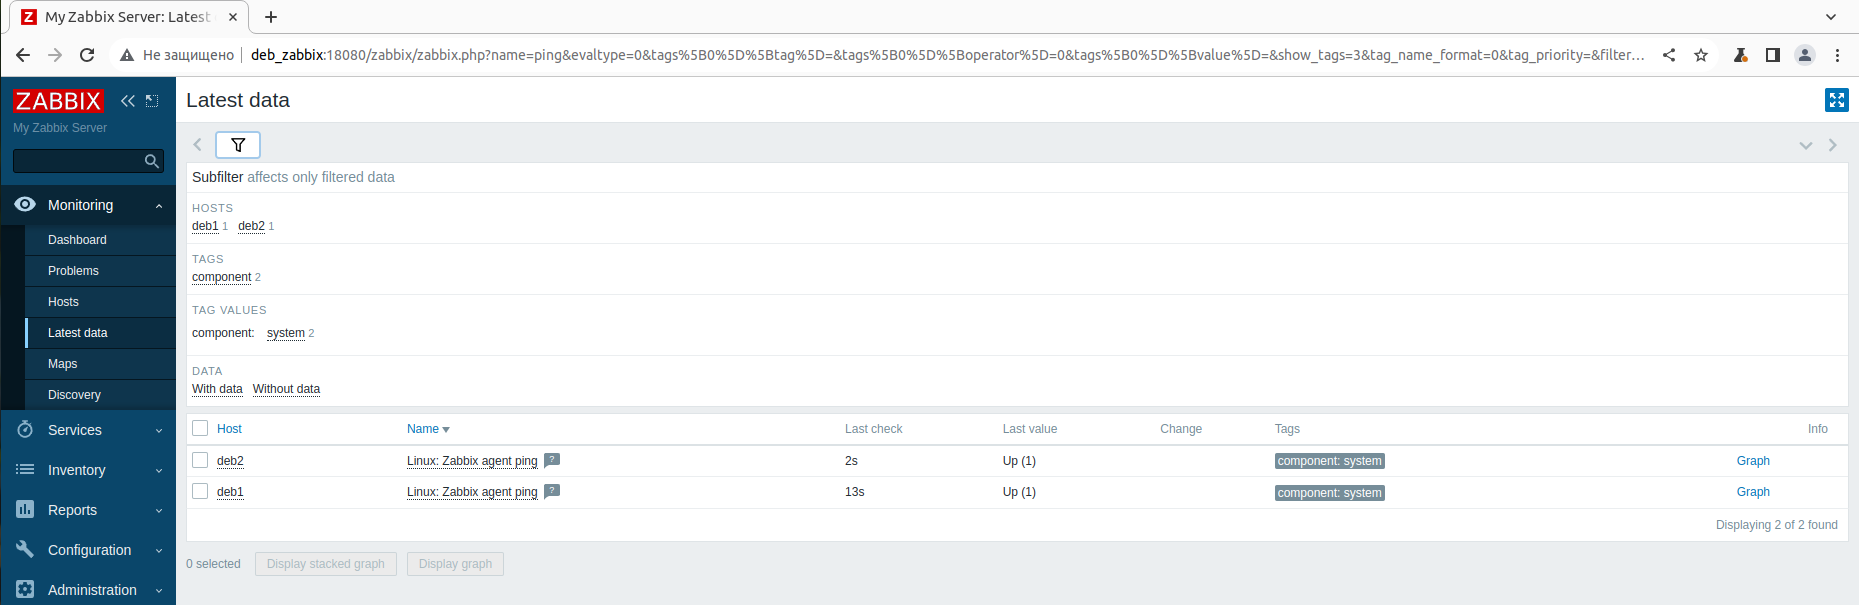 My Zabbix Server: Latest
Не защищено deb_zabbix:18080/zabbix/zabbix.php?name=ping&evaltype=0&tags%5B0%5D%5Btag%5D=&tags%5B0%5D%5Boperator%5D=0&tags%5B0%5D%5Bvalue%5D=&show_tags=3&tag_name_format=0&tag_priority=&filter...
ZABBIX
My Zabbix Server
Monitoring
Dashboard
Problems
Hosts
Latest data
Maps
Discovery
Services
Inventory
Reports
Configuration
Administration
Latest data
Subfilter affects only filtered data
HOSTS
deb1 1 deb2 1
TAGS
component 2
TAG VALUES
component: system 2
DATA
With data Without data
Host Name Last check Last value Change Tags Info
deb2 Linux: Zabbix agent ping ? 2s Up (1) component: system Graph
deb1 Linux: Zabbix agent ping ? 13s Up (1) component: system Graph
Displaying 2 of 2 found
0 selected Display stacked graph Display graph